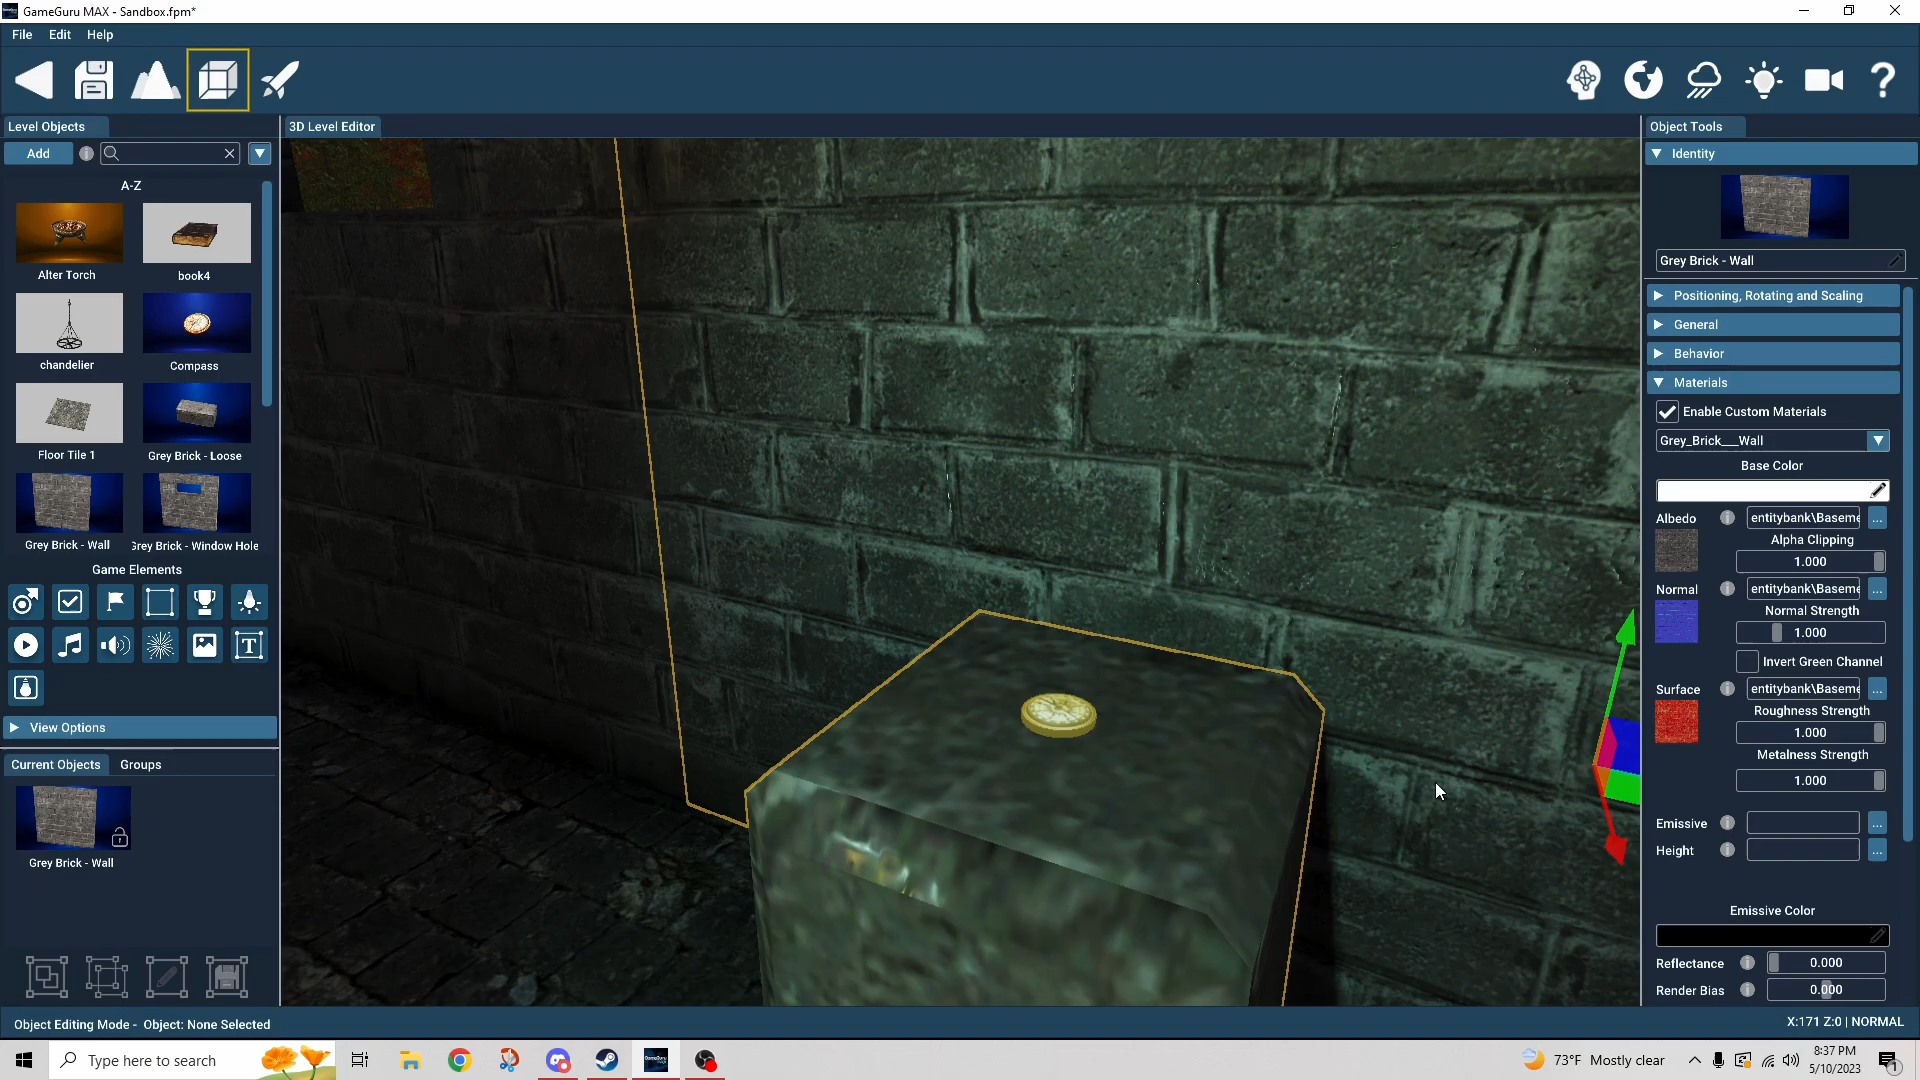 GameGuru MAX - Sandbox.fpm*
File Edit Help
Level Objects
3D Level Editor
Object Tools
Add
A-Z
Alter Torch
book4
chandelier
Compass
Floor Tile 1
Grey Brick - Loose
Grey Brick - Wall
Grey Brick - Window Hole
Game Elements
View Options
Current Objects
Groups
Grey Brick - Wall
Identity
Grey Brick - Wall
Positioning, Rotating and Scaling
General
Behavior
Materials
Enable Custom Materials
Grey_Brick___Wall
Base Color
Albedo
entitybank\Baseme
...
Alpha Clipping
1.000
Normal
entitybank\Baseme
...
Normal Strength
1.000
Invert Green Channel
Surface
entitybank\Baseme
...
Roughness Strength
1.000
Metalness Strength
1.000
Emissive
...
Height
...
Emissive Color
Reflectance
0.000
Render Bias
0.000
Object Editing Mode - Object: None Selected
X:171 Z:0 | NORMAL
Type here to search
73°F Mostly clear
8:37 PM
5/10/2023
1